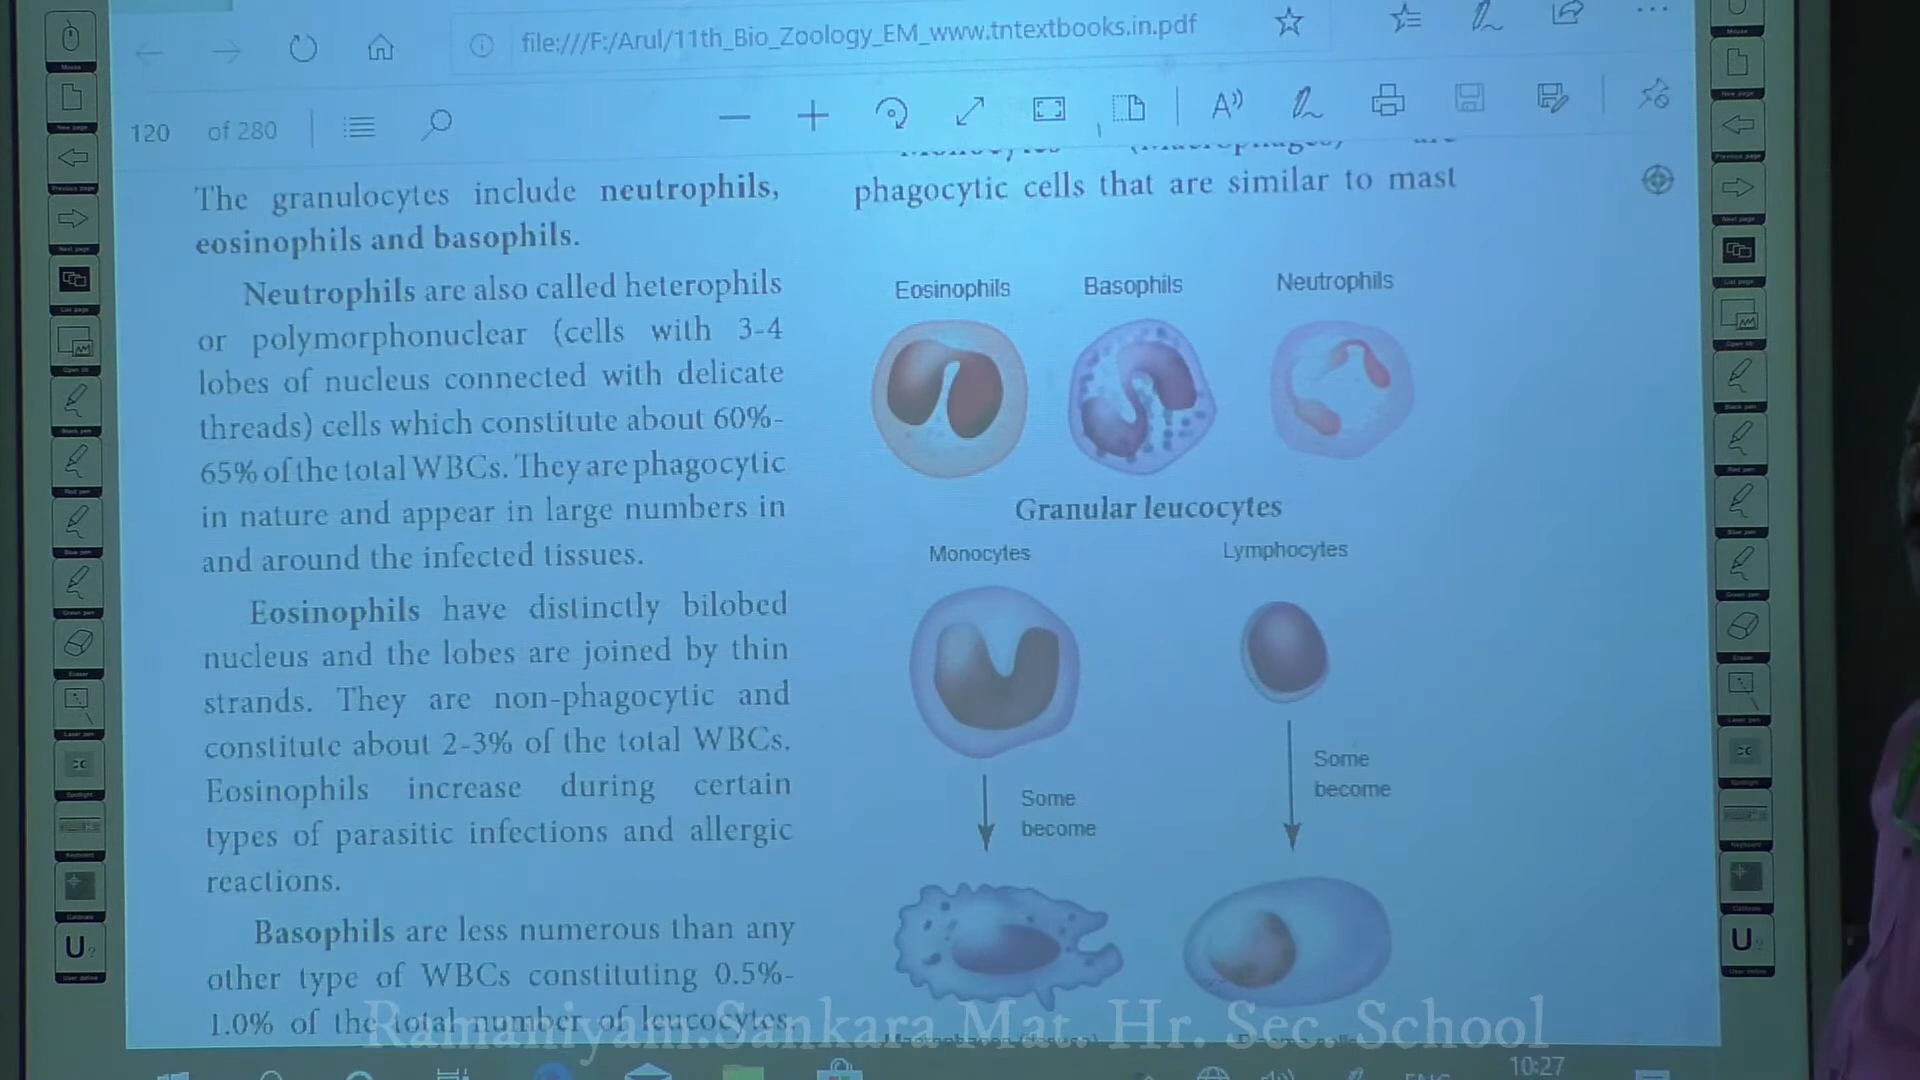 file:///F:/Arul/11th_Bio_Zoology_EM_www.tntextbooks.in.pdf
120 of 280
The granulocytes include neutrophils,
eosinophils and basophils.
Neutrophils are also called heterophils
or polymorphonuclear (cells with 3-4
lobes of nucleus connected with delicate
threads) cells which constitute about 60%-
65% of the total WBCs. They are phagocytic
in nature and appear in large numbers in
and around the infected tissues.
Eosinophils have distinctly bilobed
nucleus and the lobes are joined by thin
strands. They are non-phagocytic and
constitute about 2-3% of the total WBCs.
Eosinophils increase during certain
types of parasitic infections and allergic
reactions.
Basophils are less numerous than any
other type of WBCs constituting 0.5%-
1.0% of the total number of leucocytes.
phagocytic cells that are similar to mast
Eosinophils
Basophils
Neutrophils
Granular leucocytes
Monocytes
Lymphocytes
Some
become
Some
become
Ramaniyam.Sankara Mat. Hr. Sec. School
10:27